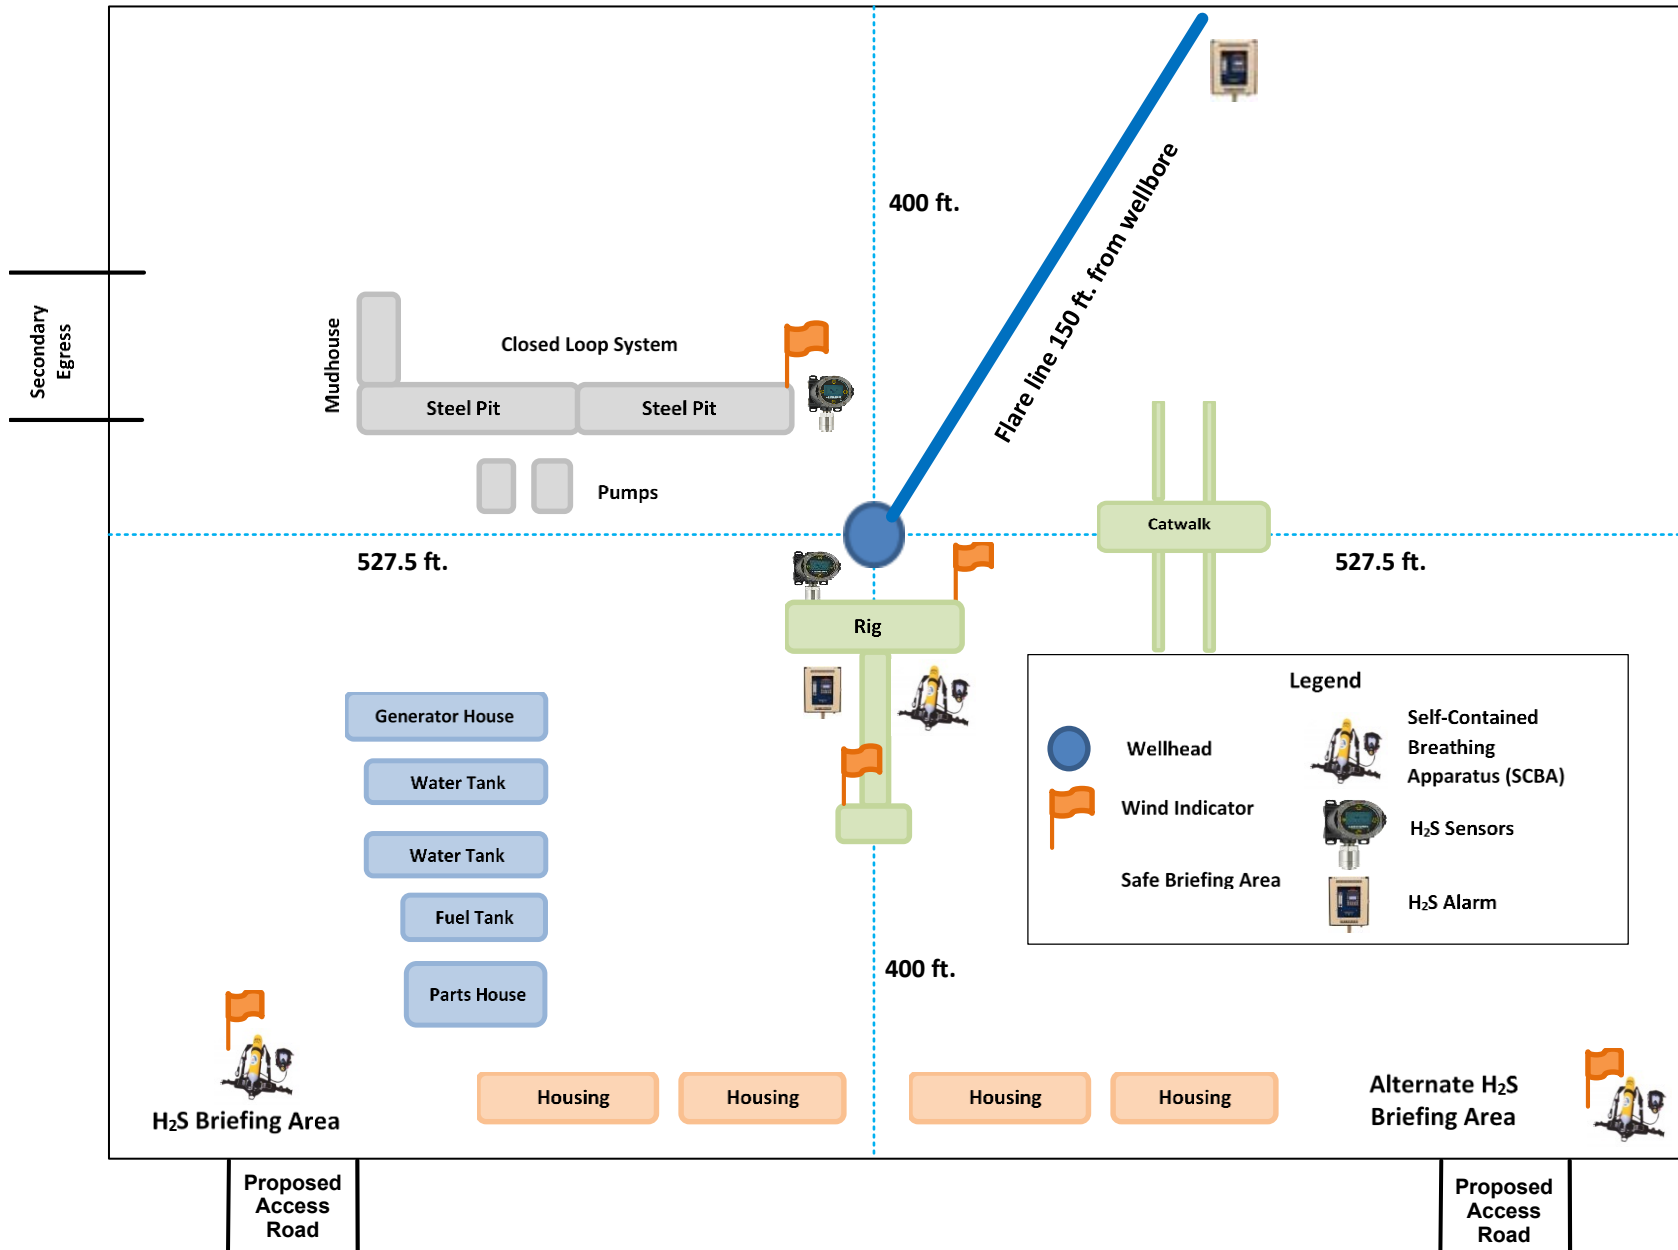 400 ft.
Flare line 150 ft. from wellbore
Secondary
Egress
Mudhouse
Closed Loop System
Steel Pit
Steel Pit
Pumps
Catwalk
527.5 ft.
527.5 ft.
Rig
Generator House
Water Tank
Water Tank
Fuel Tank
Parts House
Legend
Wellhead
Wind Indicator
Safe Briefing Area
Self-Contained
Breathing
Apparatus (SCBA)
H₂S Sensors
H₂S Alarm
400 ft.
H₂S Briefing Area
Housing
Housing
Housing
Housing
Alternate H₂S
Briefing Area
Proposed
Access
Road
Proposed
Access
Road